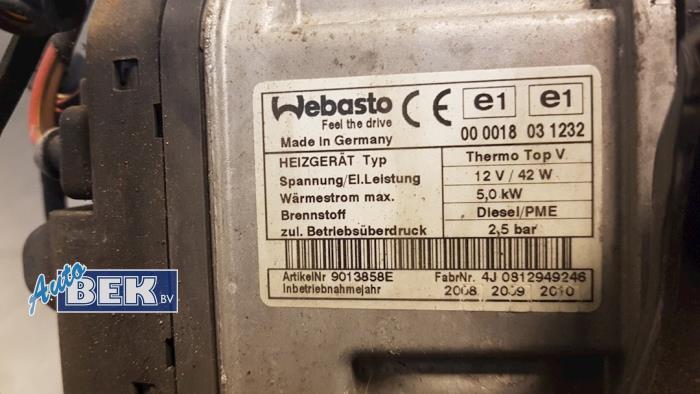 Webasto
Feel the drive
Made in Germany
CE e1 e1
00 0018 03 1232
HEIZGERÄT Typ Thermo Top V
Spannung/El.Leistung 12 V / 42 W
Wärmestrom max. 5,0 kW
Brennstoff Diesel/PME
zul. Betriebsüberdruck 2,5 bar
ArtikelNr 9013858E FabrNr. 4J 0812949246
Inbetriebnahmejahr 2008 2009 2010
Auto
BEK BV